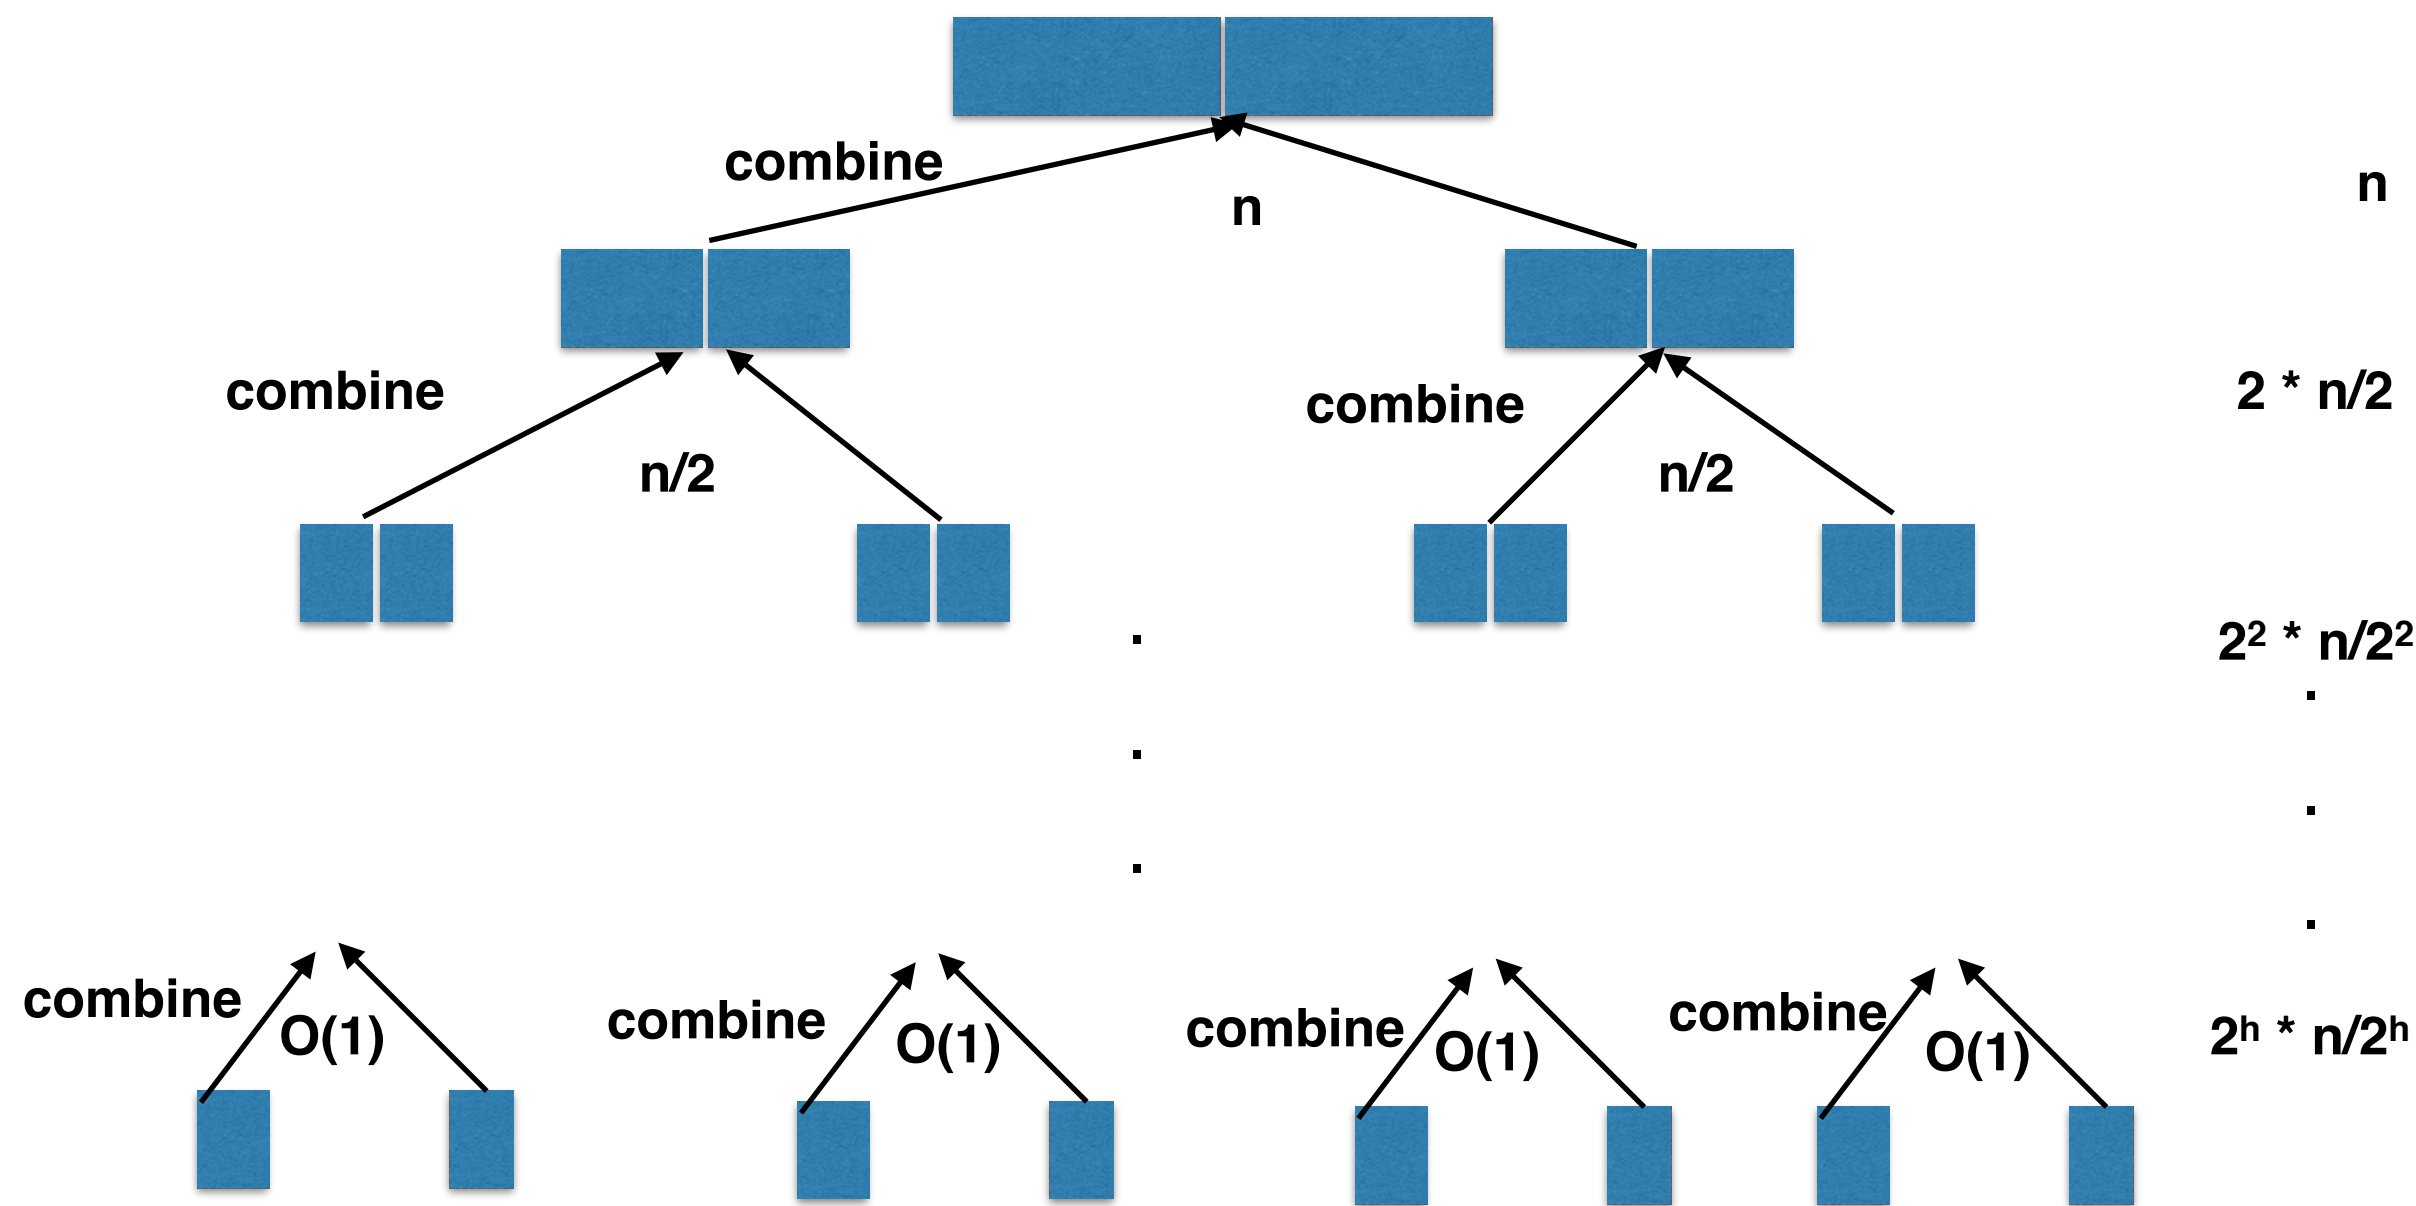 combine
n
n
combine
combine
2 * n/2
n/2
n/2
2² * n/2²
.
.
.
.
.
.
combine
O(1)
combine
O(1)
combine
O(1)
combine
O(1)
2ʰ * n/2ʰ